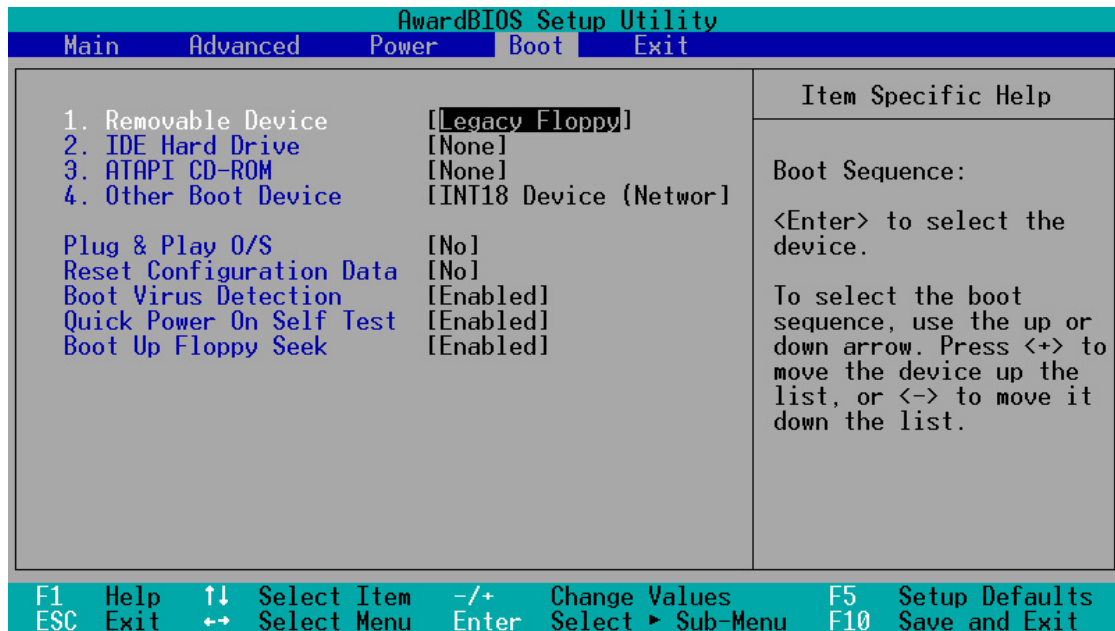 AwardBIOS Setup Utility
Main Advanced Power Boot Exit
1. Removable Device [Legacy Floppy]
2. IDE Hard Drive [None]
3. ATAPI CD-ROM [None]
4. Other Boot Device [INT18 Device (Networ]
Plug & Play O/S [No]
Reset Configuration Data [No]
Boot Virus Detection [Enabled]
Quick Power On Self Test [Enabled]
Boot Up Floppy Seek [Enabled]
Item Specific Help
Boot Sequence:
<Enter> to select the
device.
To select the boot
sequence, use the up or
down arrow. Press <+> to
move the device up the
list, or <-> to move it
down the list.
F1 Help ↑↓ Select Item -/+ Change Values F5 Setup Defaults
ESC Exit ←→ Select Menu Enter Select ► Sub-Menu F10 Save and Exit